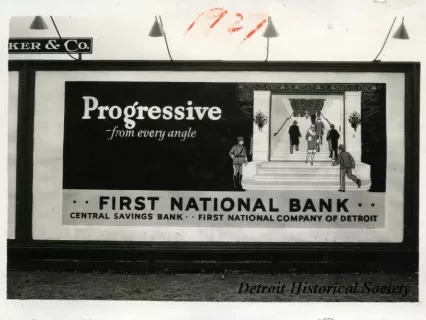 1927
KER & Co.
Progressive
-from every angle
·· FIRST NATIONAL BANK ··
CENTRAL SAVINGS BANK ·· FIRST NATIONAL COMPANY OF DETROIT
Detroit Historical Society